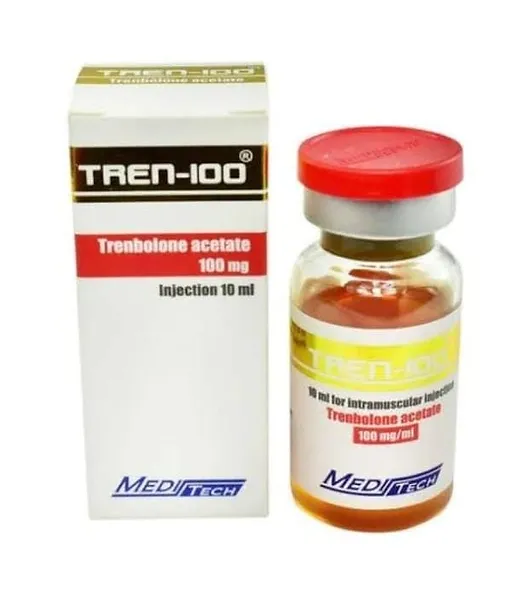 TREN-100
Trenbolone acetate
TREN-100®
Trenbolone acetate
100 mg
Injection 10 ml
MEDITECH
TREN-100
10 ml for intramuscular injection
Trenbolone acetate
100 mg/ml
MEDITECH